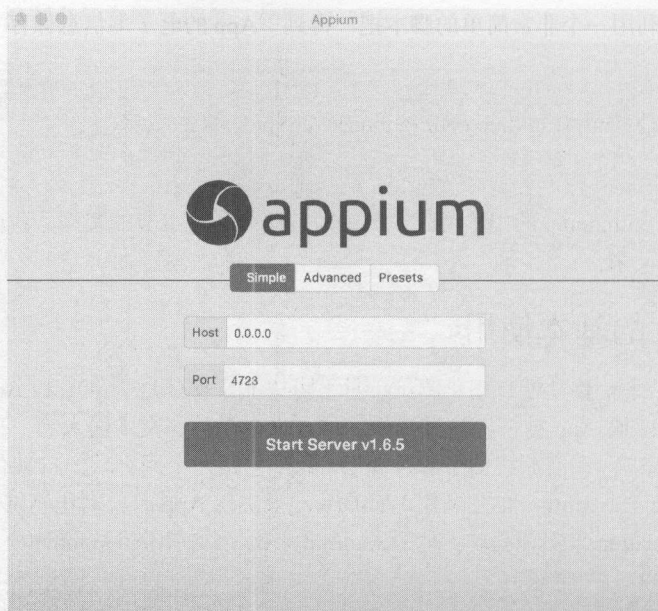 Appium
appium
Simple Advanced Presets
Host 0.0.0.0
Port 4723
Start Server v1.6.5